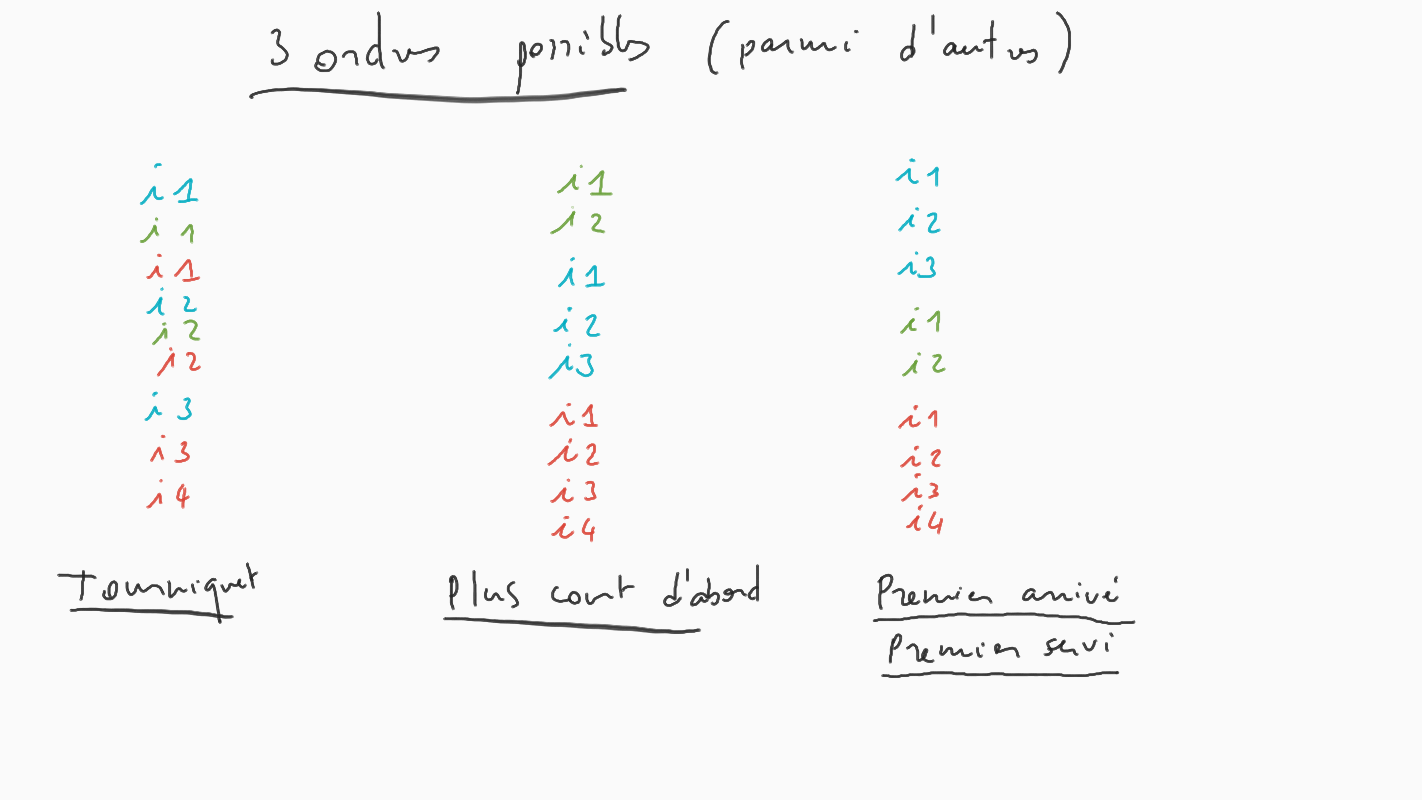 3 ordres possibles (parmi d'autres)
i1
i1
i1
i2
i2
i2
i3
i3
i4
Tourniquet
i1
i2
i1
i2
i3
i1
i2
i3
i4
Plus court d'abord
i1
i2
i3
i1
i2
i1
i2
i3
i4
Premier arrivé
Premier servi